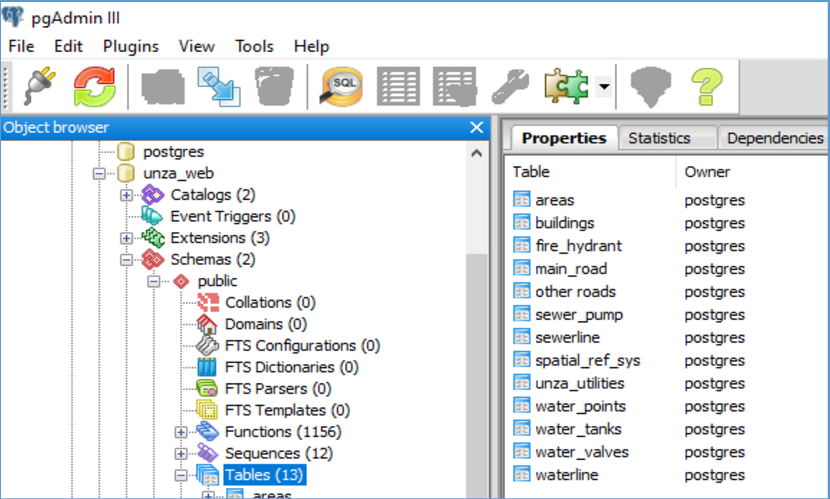 pgAdmin III
File Edit Plugins View Tools Help
SQL
Object browser
postgres
unza_web
Catalogs (2)
Event Triggers (0)
Extensions (3)
Schemas (2)
public
Collations (0)
Domains (0)
FTS Configurations (0)
FTS Dictionaries (0)
FTS Parsers (0)
FTS Templates (0)
Functions (1156)
Sequences (12)
Tables (13)
areas
Properties Statistics Dependencies
Table Owner
areas postgres
buildings postgres
fire_hydrant postgres
main_road postgres
other roads postgres
sewer_pump postgres
sewerline postgres
spatial_ref_sys postgres
unza_utilities postgres
water_points postgres
water_tanks postgres
water_valves postgres
waterline postgres